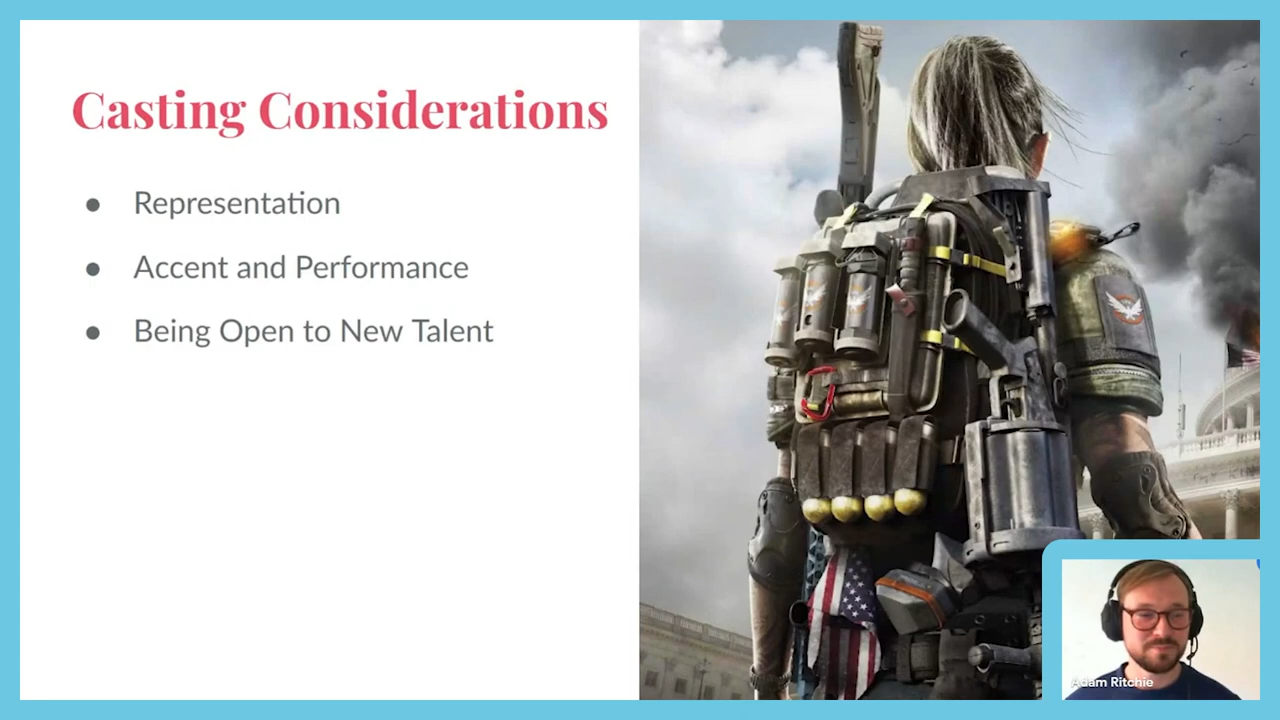 Casting Considerations
● Representation
● Accent and Performance
● Being Open to New Talent
Adam Ritchie